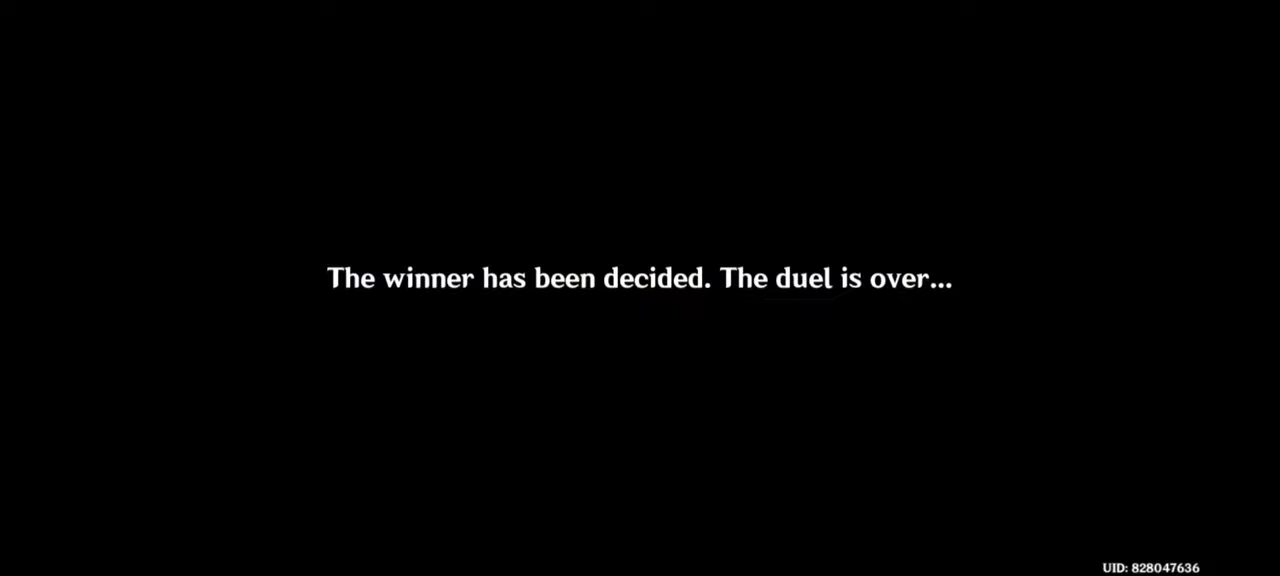 The winner has been decided. The duel is over...
UID: 828047636